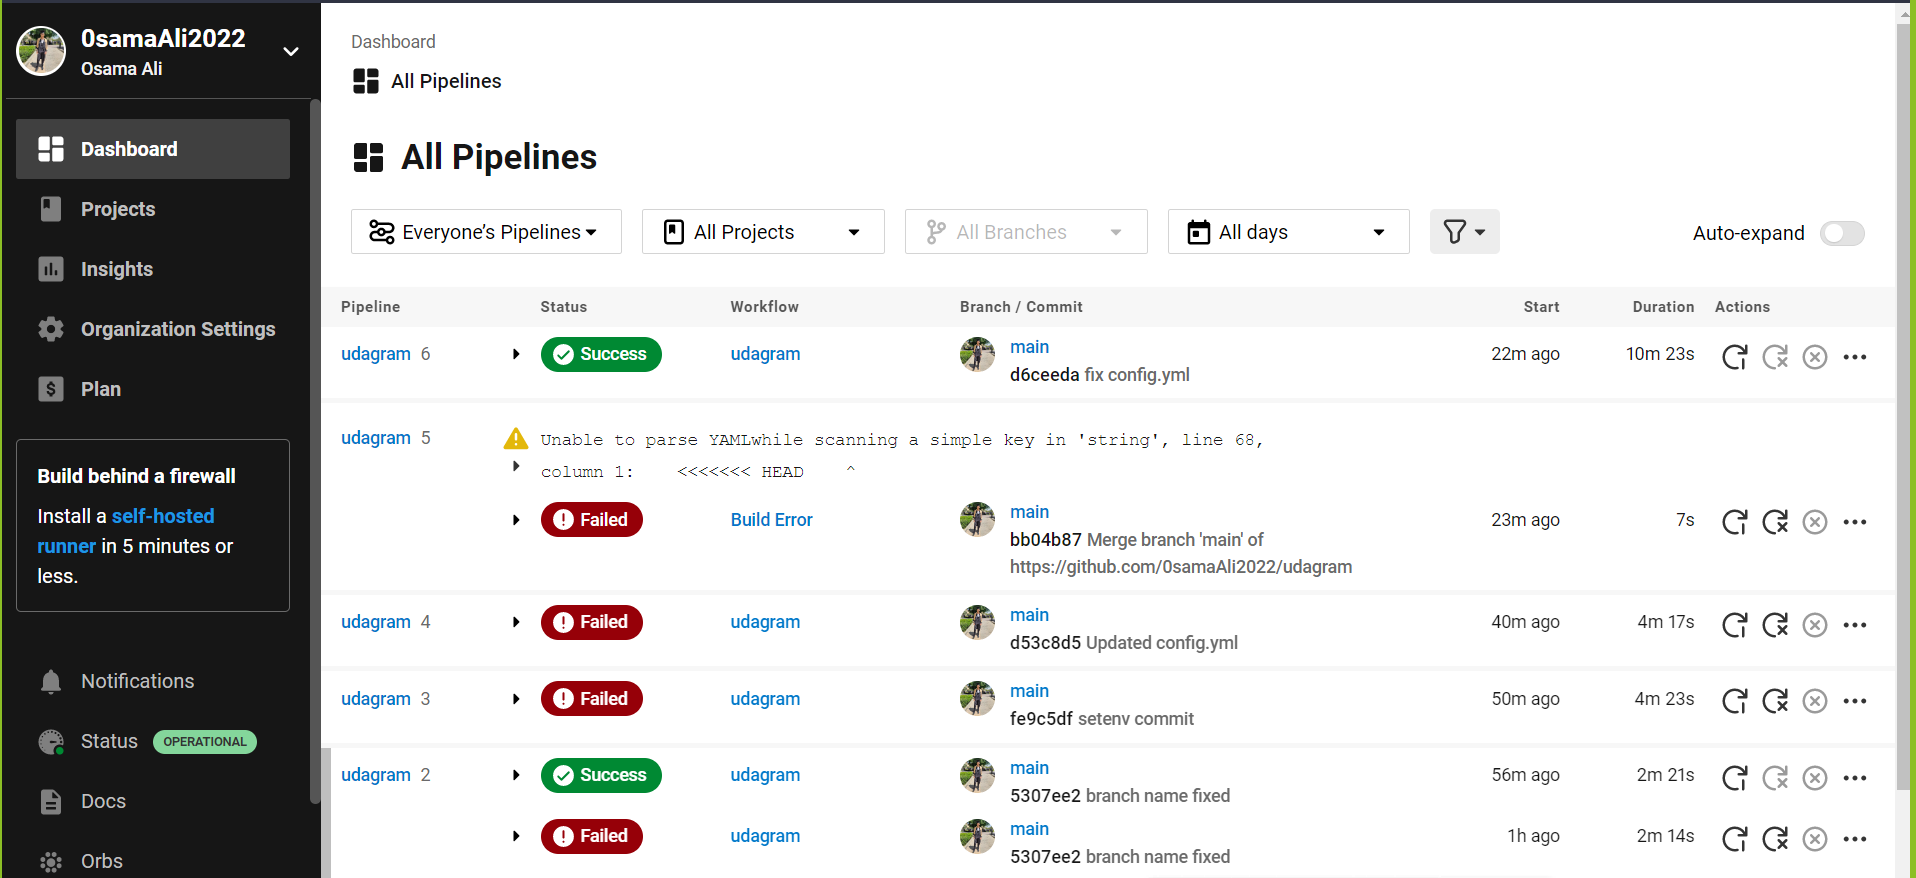 0samaAli2022
Osama Ali
Dashboard
Projects
Insights
Organization Settings
Plan
Build behind a firewall
Install a self-hosted
runner in 5 minutes or
less.
Notifications
Status OPERATIONAL
Docs
Orbs
Dashboard
All Pipelines
All Pipelines
Everyone’s Pipelines
All Projects
All Branches
All days
Auto-expand
Pipeline Status Workflow Branch / Commit Start Duration Actions
udagram 6 Success udagram main 22m ago 10m 23s
d6ceeda fix config.yml
udagram 5 Unable to parse YAMLwhile scanning a simple key in 'string', line 68,
column 1: <<<<<<< HEAD ^
Failed Build Error main 23m ago 7s
bb04b87 Merge branch 'main' of
https://github.com/0samaAli2022/udagram
udagram 4 Failed udagram main 40m ago 4m 17s
d53c8d5 Updated config.yml
udagram 3 Failed udagram main 50m ago 4m 23s
fe9c5df setenv commit
udagram 2 Success udagram main 56m ago 2m 21s
5307ee2 branch name fixed
Failed udagram main 1h ago 2m 14s
5307ee2 branch name fixed